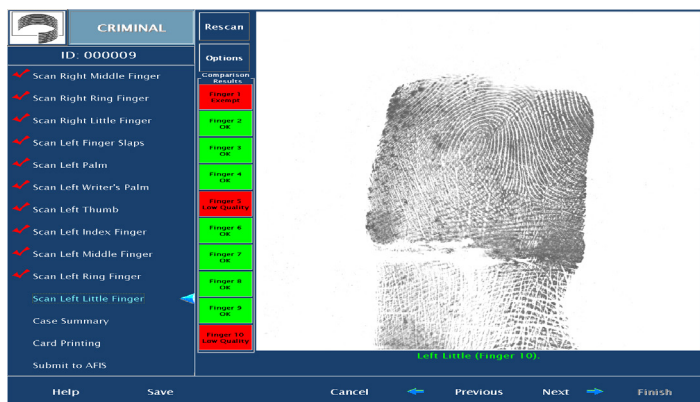 CRIMINAL
ID: 000009
Scan Right Middle Finger
Scan Right Ring Finger
Scan Right Little Finger
Scan Left Finger Slaps
Scan Left Palm
Scan Left Writer's Palm
Scan Left Thumb
Scan Left Index Finger
Scan Left Middle Finger
Scan Left Ring Finger
Scan Left Little Finger
Case Summary
Card Printing
Submit to AFIS
Rescan
Options
Comparison
Results
Finger 1
Exempt
Finger 2
OK
Finger 3
OK
Finger 4
OK
Finger 5
Low Quality
Finger 6
OK
Finger 7
OK
Finger 8
OK
Finger 9
OK
Finger 10
Low Quality
Left Little (Finger 10).
Help Save Cancel Previous Next Finish